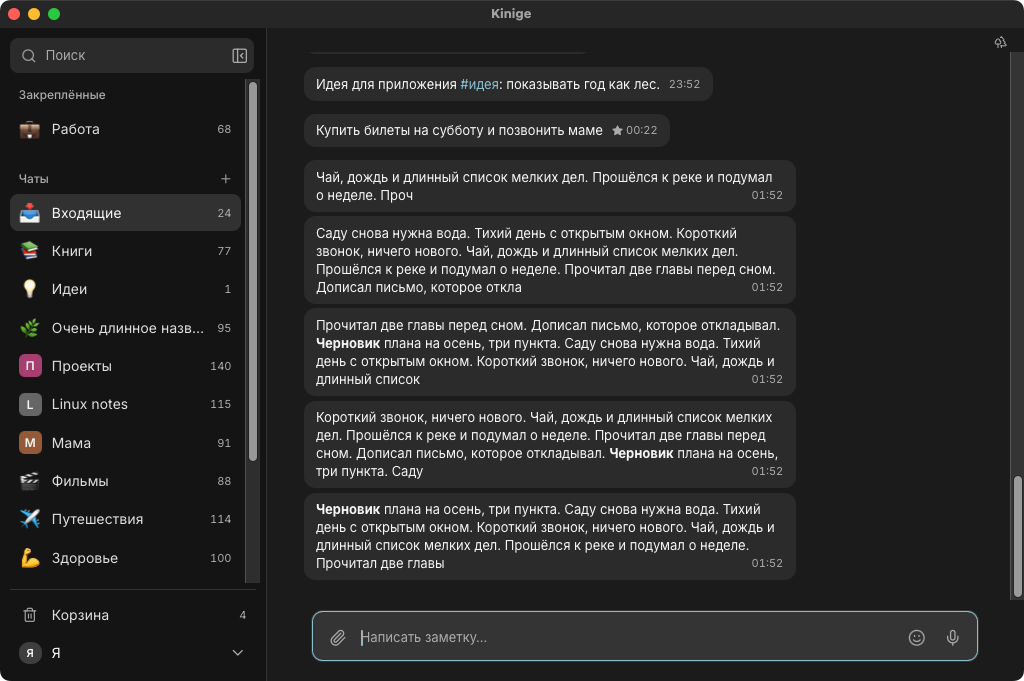 Kinige
Поиск
Закреплённые
Работа 68
Чаты +
Входящие 24
Книги 77
Идеи 1
Очень длинное назв... 95
П Проекты 140
L Linux notes 115
М Мама 91
Фильмы 88
Путешествия 114
Здоровье 100
Корзина 4
Я Я
Идея для приложения #идея: показывать год как лес. 23:52
Купить билеты на субботу и позвонить маме ★ 00:22
Чай, дождь и длинный список мелких дел. Прошёлся к реке и подумал
о неделе. Проч 01:52
Саду снова нужна вода. Тихий день с открытым окном. Короткий
звонок, ничего нового. Чай, дождь и длинный список мелких дел.
Прошёлся к реке и подумал о неделе. Прочитал две главы перед сном.
Дописал письмо, которое откла 01:52
Прочитал две главы перед сном. Дописал письмо, которое откладывал.
Черновик плана на осень, три пункта. Саду снова нужна вода. Тихий
день с открытым окном. Короткий звонок, ничего нового. Чай, дождь и
длинный список 01:52
Короткий звонок, ничего нового. Чай, дождь и длинный список мелких
дел. Прошёлся к реке и подумал о неделе. Прочитал две главы перед
сном. Дописал письмо, которое откладывал. Черновик плана на осень,
три пункта. Саду 01:52
Черновик плана на осень, три пункта. Саду снова нужна вода. Тихий
день с открытым окном. Короткий звонок, ничего нового. Чай, дождь и
длинный список мелких дел. Прошёлся к реке и подумал о неделе.
Прочитал две главы 01:52
Написать заметку...